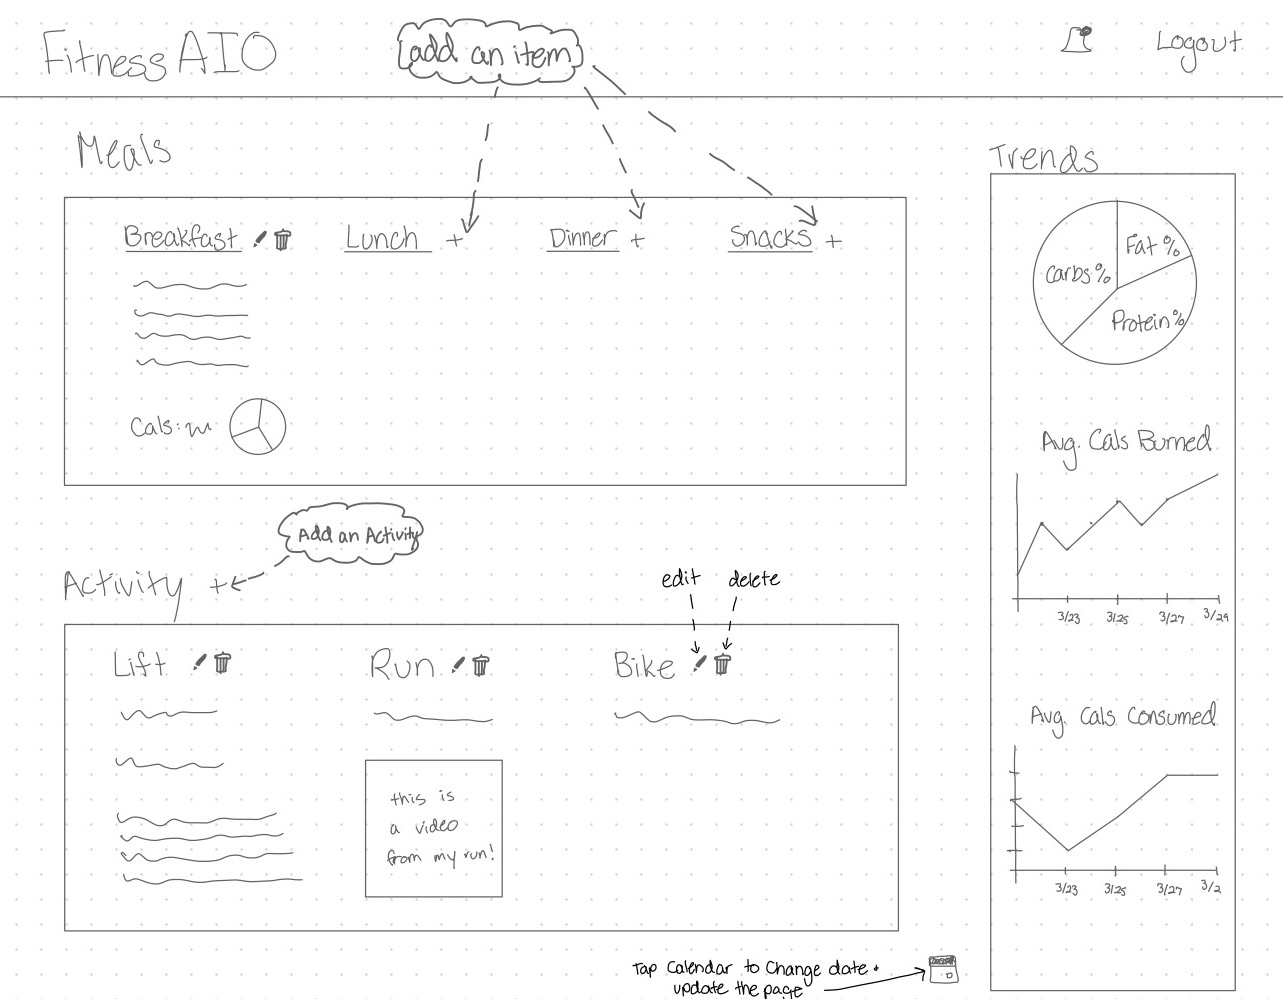 Fitness AIO
add an item
Logout
Meals
Trends
Breakfast
Lunch +
Dinner +
Snacks +
Fat %
Carbs%
Protein%
Cals:
Avg. Cals Burned
3/23 3/25 3/27 3/29
Add an Activity
Activity +
edit delete
Lift
Run
Bike
this is
a video
from my run!
Avg. Cals Consumed
3/23 3/25 3/27 3/2
Tap Calendar to Change date +
update the page